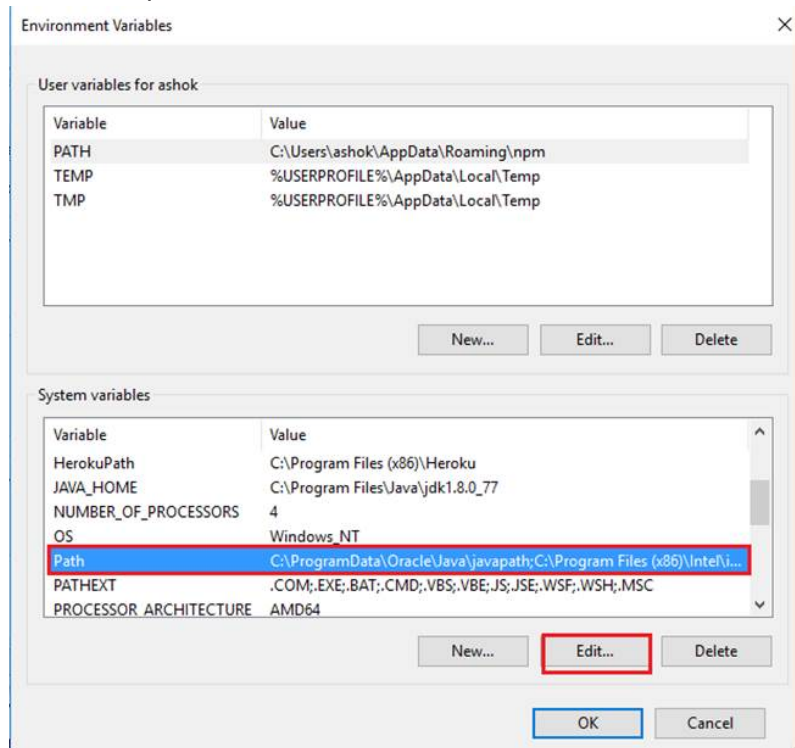 Environment Variables
User variables for ashok
Variable Value
PATH C:\Users\ashok\AppData\Roaming\npm
TEMP %USERPROFILE%\AppData\Local\Temp
TMP %USERPROFILE%\AppData\Local\Temp
New... Edit... Delete
System variables
Variable Value
HerokuPath C:\Program Files (x86)\Heroku
JAVA_HOME C:\Program Files\Java\jdk1.8.0_77
NUMBER_OF_PROCESSORS 4
OS Windows_NT
Path C:\ProgramData\Oracle\Java\javapath;C:\Program Files (x86)\Intel\i...
PATHEXT .COM;.EXE;.BAT;.CMD;.VBS;.VBE;.JS;.JSE;.WSF;.WSH;.MSC
PROCESSOR_ARCHITECTURE AMD64
New... Edit... Delete
OK Cancel